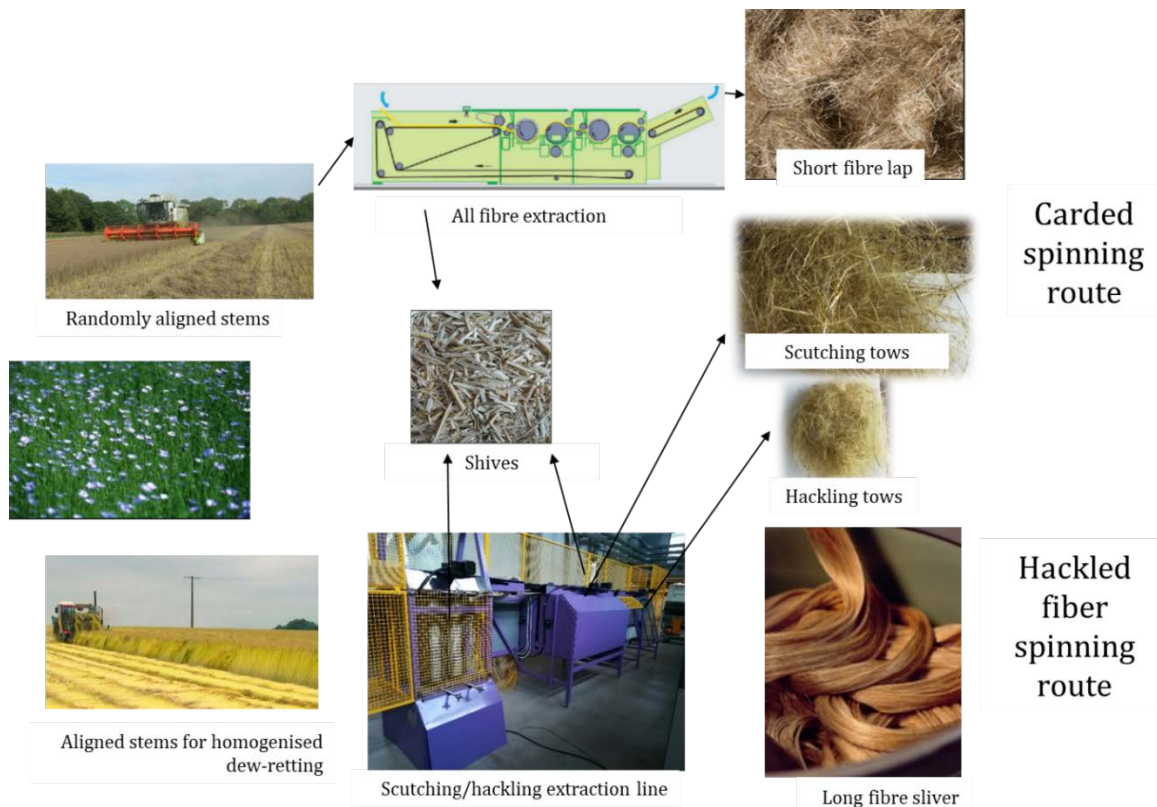 Short fibre lap
All fibre extraction
Carded
spinning
route
Randomly aligned stems
Scutching tows
Shives
Hackling tows
Hackled
fiber
spinning
route
Aligned stems for homogenised
dew-retting
Scutching/hackling extraction line
Long fibre sliver